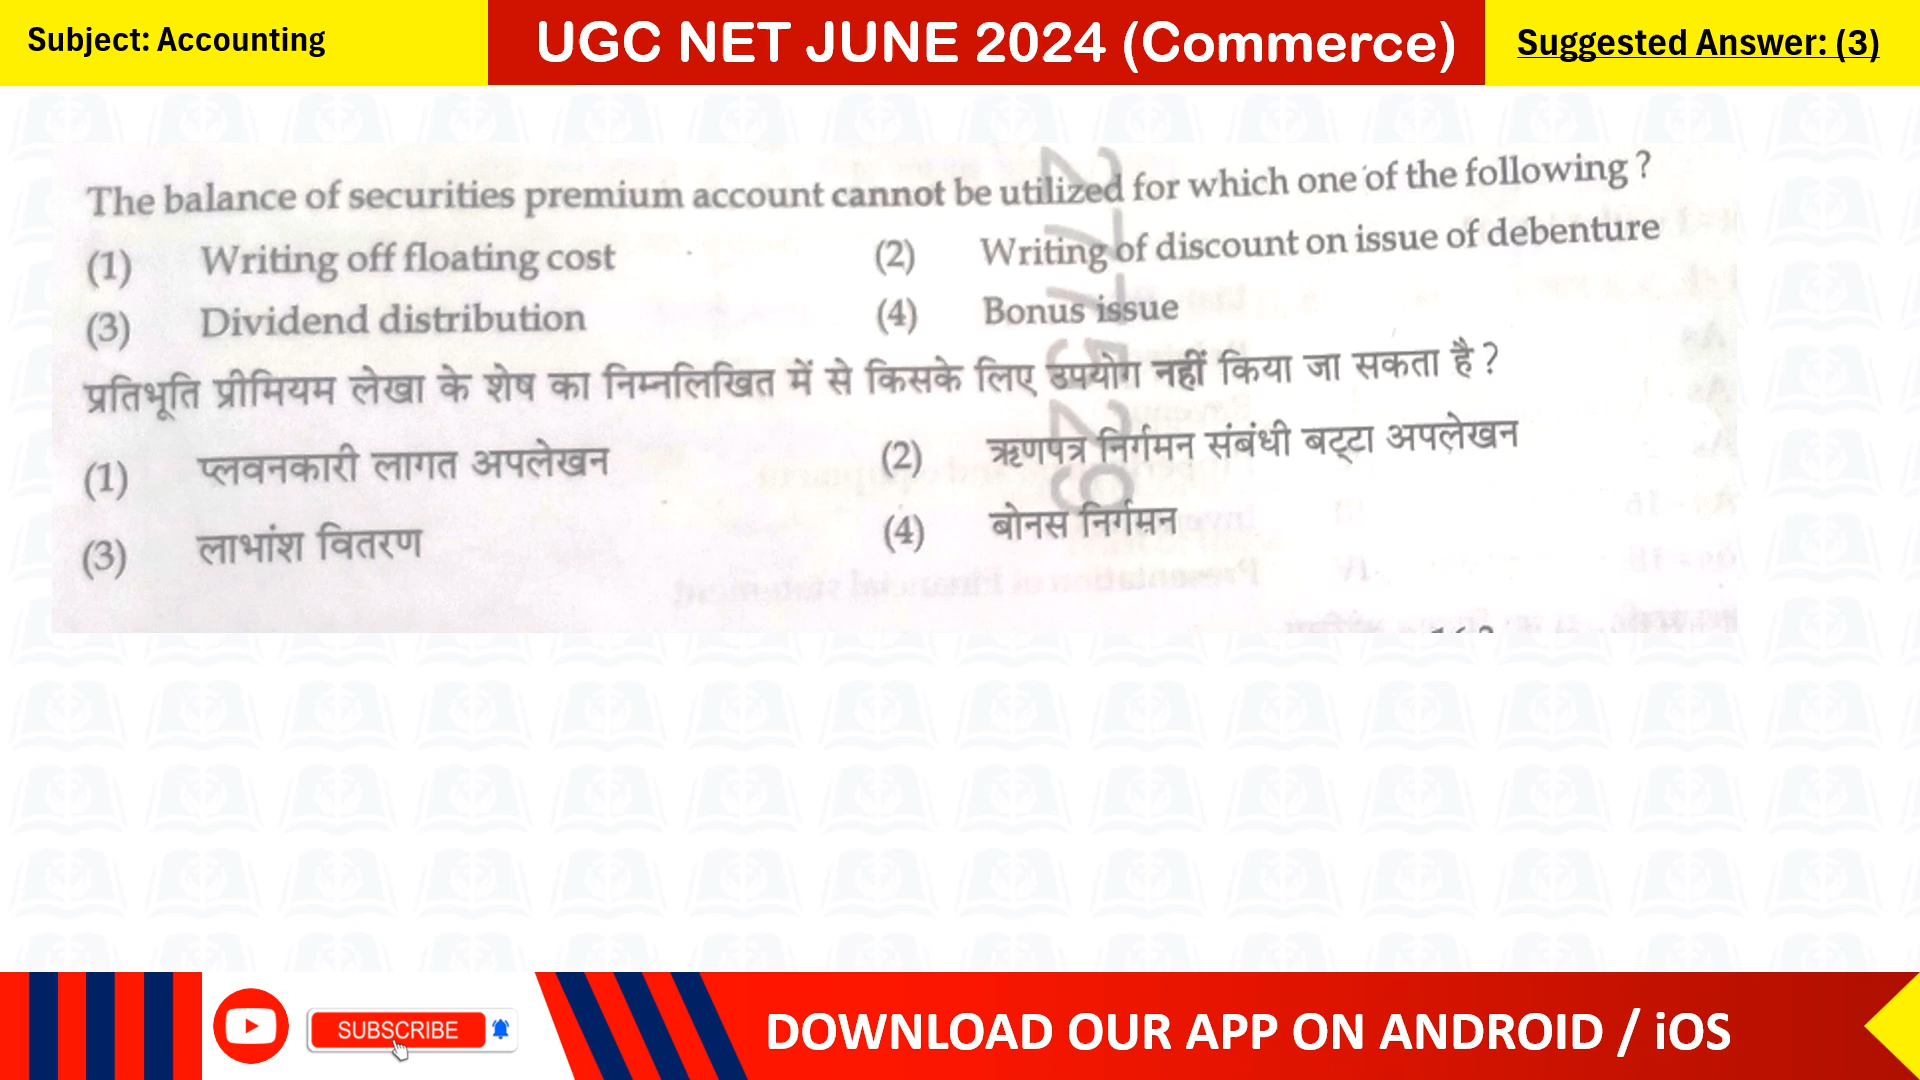 Subject: Accounting
UGC NET JUNE 2024 (Commerce)
Suggested Answer: (3)
The balance of securities premium account cannot be utilized for which one of the following ?
(1) Writing off floating cost (2) Writing of discount on issue of debenture
(3) Dividend distribution (4) Bonus issue
प्रतिभूति प्रीमियम लेखा के शेष का निम्नलिखित में से किसके लिए उपयोग नहीं किया जा सकता है ?
(1) प्लवनकारी लागत अपलेखन (2) ऋणपत्र निर्गमन संबंधी बट्टा अपलेखन
(3) लाभांश वितरण (4) बोनस निर्गमन
SUBSCRIBE
DOWNLOAD OUR APP ON ANDROID / iOS